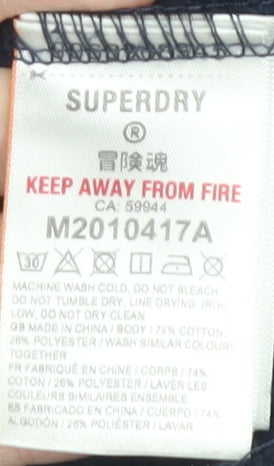 SUPERDRY
®
冒険魂
KEEP AWAY FROM FIRE
CA: 59944
M2010417A
30
MACHINE WASH COLD, DO NOT BLEACH
DO NOT TUMBLE DRY, LINE DRYING, IRON
LOW, DO NOT DRY CLEAN
GB MADE IN CHINA / BODY / 74% COTTON /
26% POLYESTER / WASH SIMILAR COLOURS
TOGETHER
FR FABRIQUÉ EN CHINE / CORPS / 74%
COTON / 26% POLYESTER / LAVER LES
COULEURS SIMILAIRES ENSEMBLE
ES FABRICADO EN CHINA / CUERPO / 74%
ALGODÓN / 26% POLIÉSTER / LAVAR